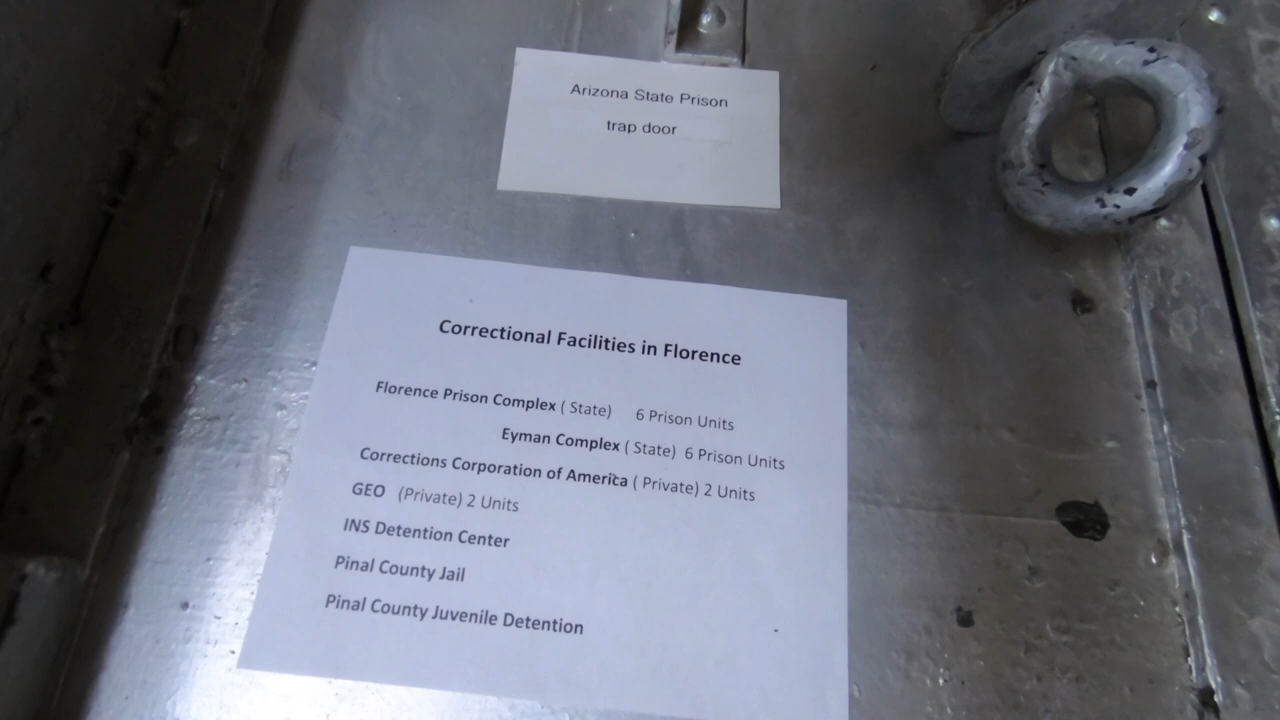 Arizona State Prison
trap door
Correctional Facilities in Florence
Florence Prison Complex ( State) 6 Prison Units
Eyman Complex ( State) 6 Prison Units
Corrections Corporation of America ( Private) 2 Units
GEO (Private) 2 Units
INS Detention Center
Pinal County Jail
Pinal County Juvenile Detention